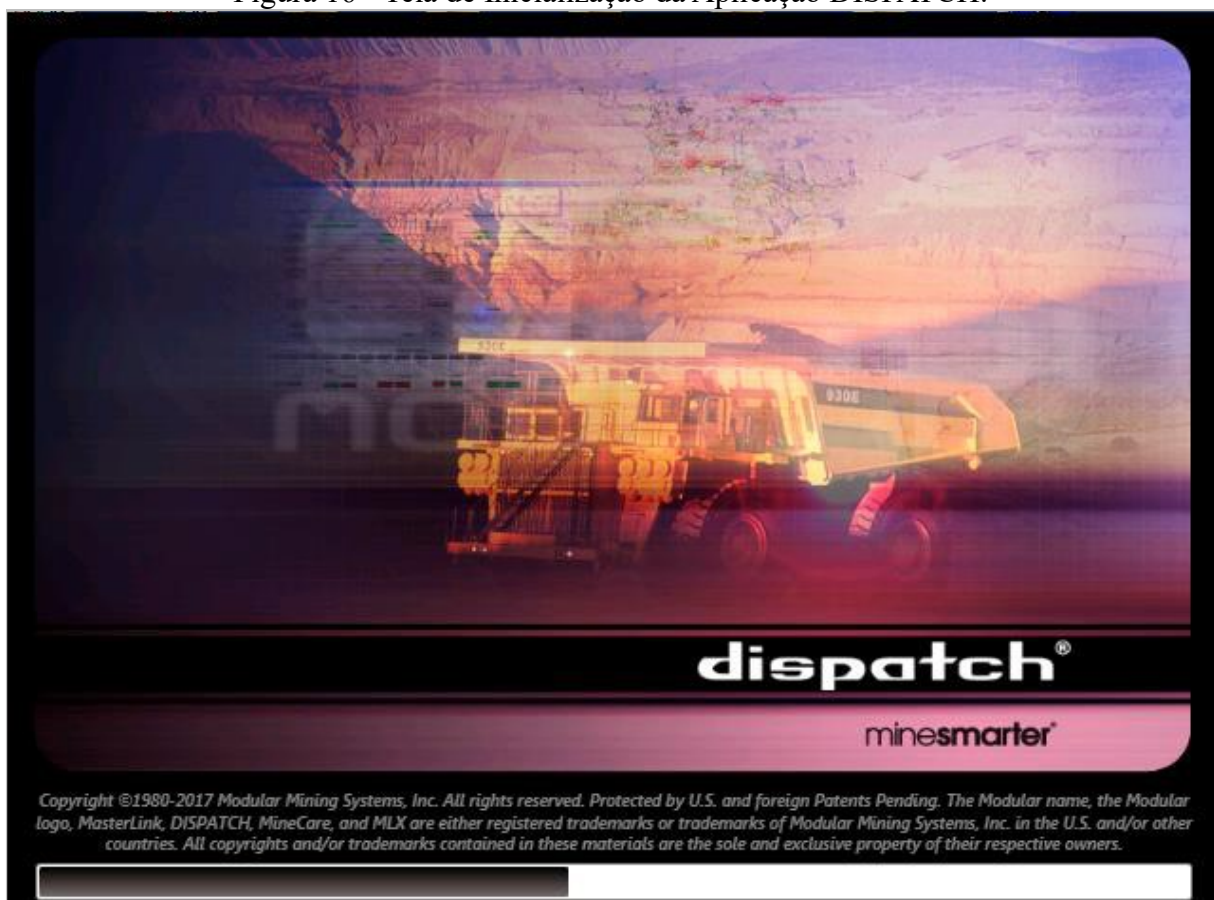 930E
930E
dispatch®
minesmarter
Copyright ©1980-2017 Modular Mining Systems, Inc. All rights reserved. Protected by U.S. and foreign Patents Pending. The Modular name, the Modular
logo, MasterLink, DISPATCH, MineCare, and MLX are either registered trademarks or trademarks of Modular Mining Systems, Inc. in the U.S. and/or other
countries. All copyrights and/or trademarks contained in these materials are the sole and exclusive property of their respective owners.